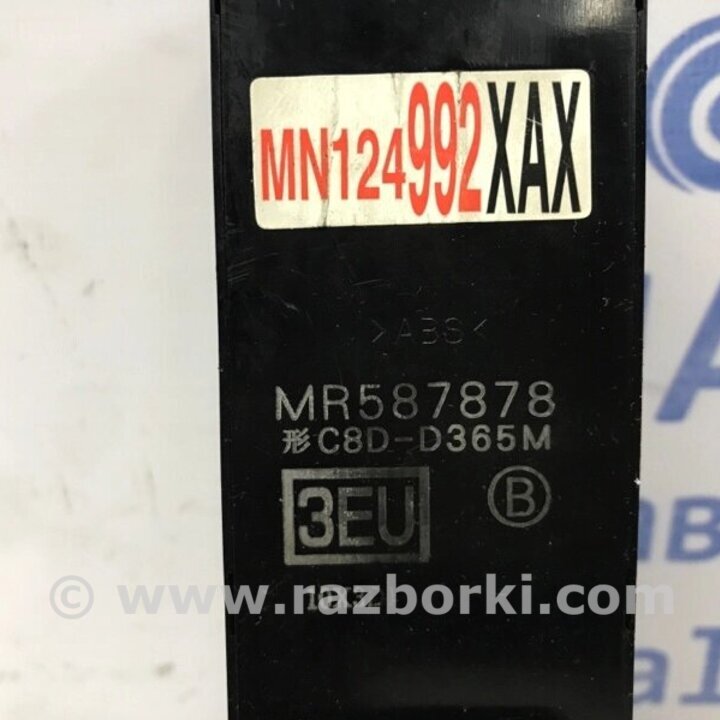 MN124992XAX
>ABS<
MR587878
形C8D-D365M
3EU B
© www.razborki.com